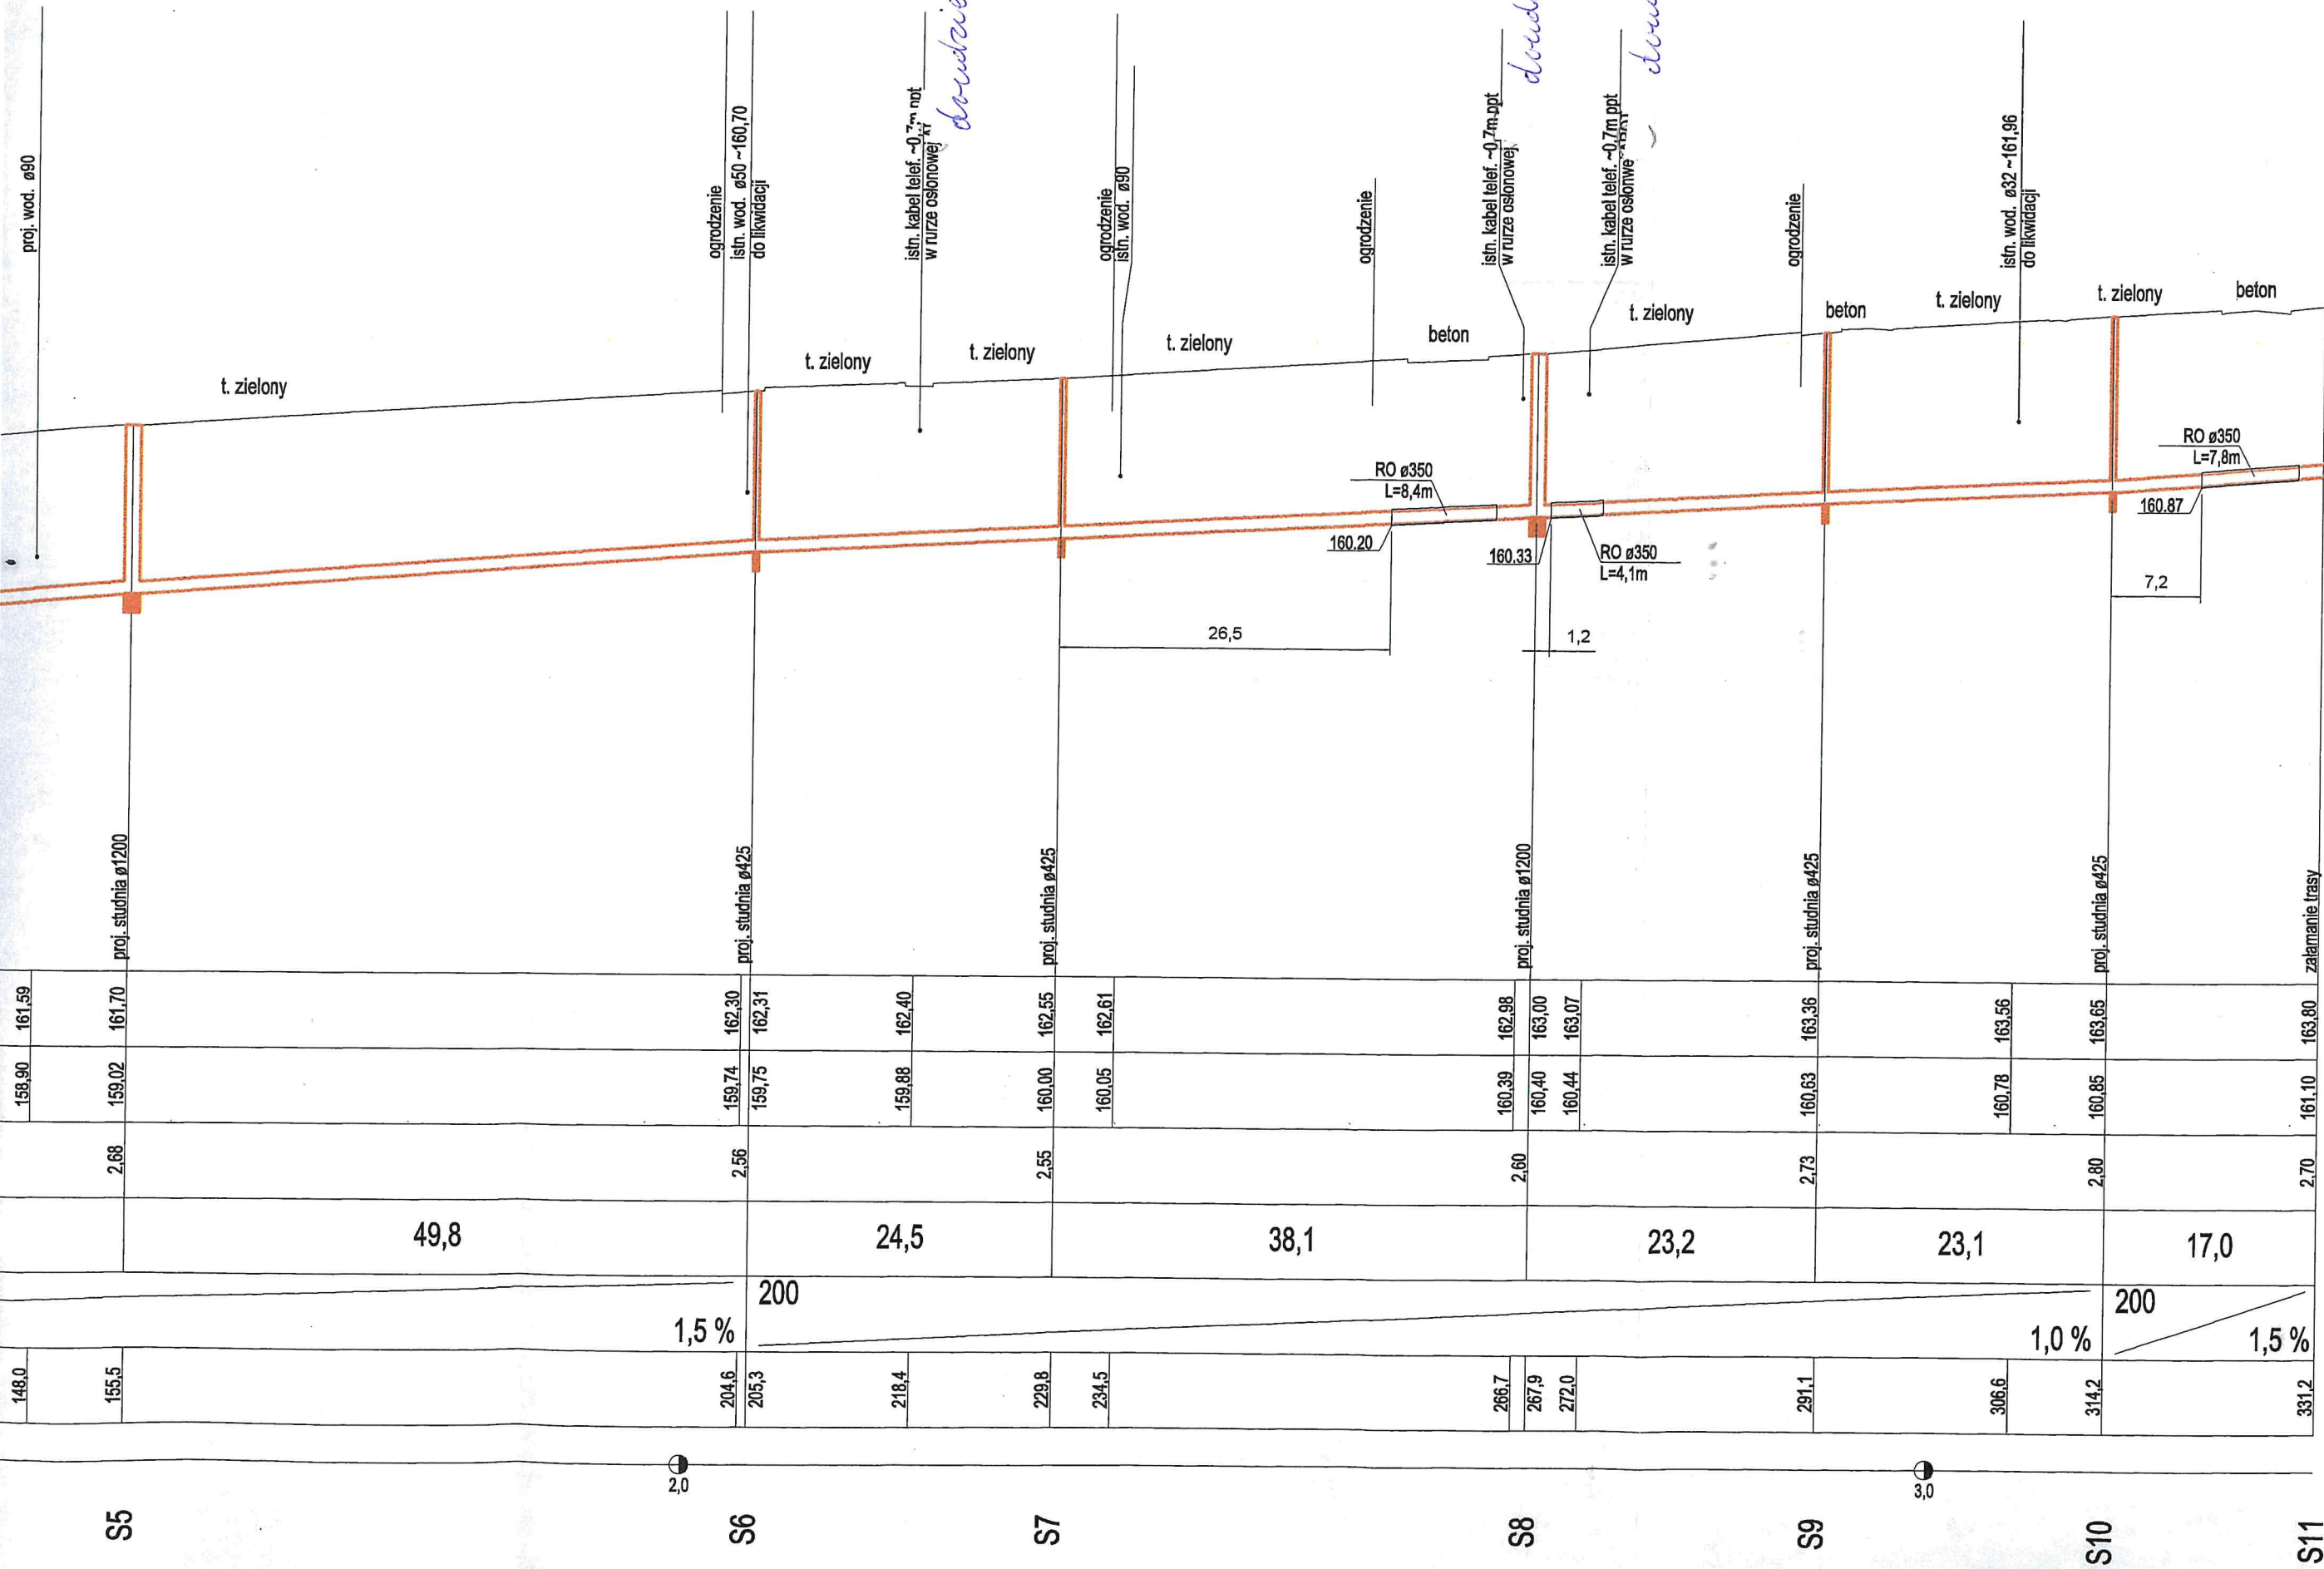 proj. wod. ø90
ogrodzenie
istn. wod. ø50 ~160,70
do likwidacji
istn. kabel telef. ~0,7m ppt
w rurze osłonowej
ogrodzenie
istn. wod. ø90
ogrodzenie
istn. kabel telef. ~0,7m ppt
w rurze osłonowej
istn. kabel telef. ~0,7m ppt
w rurze osłonwe
ogrodzenie
istn. wod. ø32 ~161,96
do likwidacji
t. zielony
t. zielony
t. zielony
t. zielony
beton
t. zielony
beton
t. zielony
t. zielony
beton
RO ø350
L=8,4m
160.20
160.33
RO ø350
L=4,1m
RO ø350
L=7,8m
160.87
26,5
1,2
7,2
proj. studnia ø1200
proj. studnia ø425
proj. studnia ø425
proj. studnia ø1200
proj. studnia ø425
proj. studnia ø425
załamanie trasy
161,59 161,70 162,30 162,31 162,40 162,55 162,61 162,98 163,00 163,07 163,36 163,56 163,65 163,80
158,90 159,02 159,74 159,75 159,88 160,00 160,05 160,39 160,40 160,44 160,63 160,78 160,85 161,10
2,68 2,56 2,55 2,60 2,73 2,80 2,70
49,8 24,5 38,1 23,2 23,1 17,0
200 200
1,5 % 1,0 % 1,5 %
148,0 155,5 204,6 205,3 218,4 229,8 234,5 266,7 267,9 272,0 291,1 306,6 314,2 331,2
2,0 3,0
S5 S6 S7 S8 S9 S10 S11